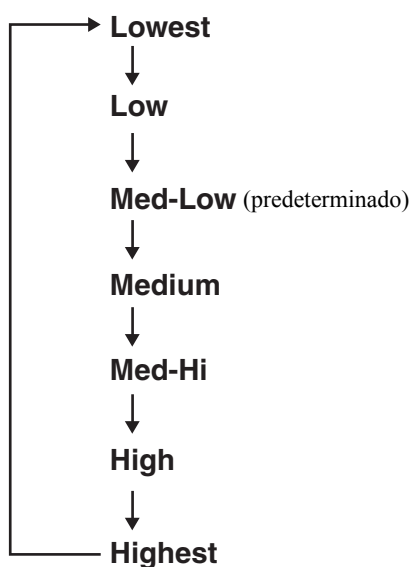 Lowest
Low
Med-Low (predeterminado)
Medium
Med-Hi
High
Highest